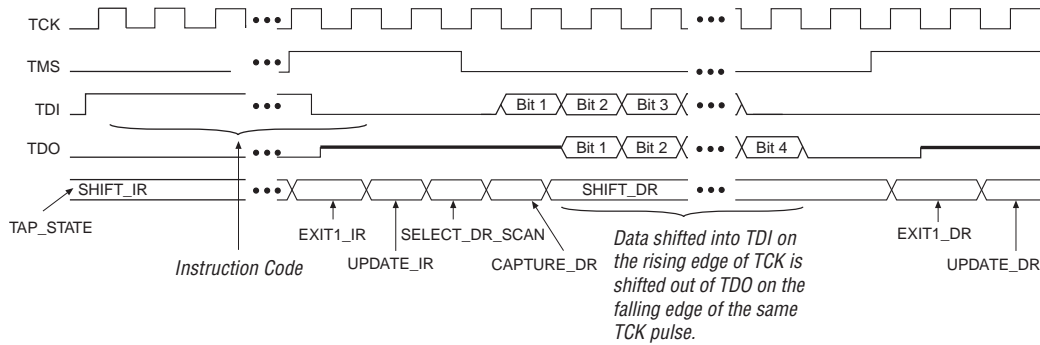 TCK
TMS
TDI
Bit 1 Bit 2 Bit 3
TDO
Bit 1 Bit 2 Bit 4
SHIFT_IR
SHIFT_DR
TAP_STATE
EXIT1_IR
SELECT_DR_SCAN
EXIT1_DR
Instruction Code
UPDATE_IR
CAPTURE_DR
UPDATE_DR
Data shifted into TDI on
the rising edge of TCK is
shifted out of TDO on the
falling edge of the same
TCK pulse.